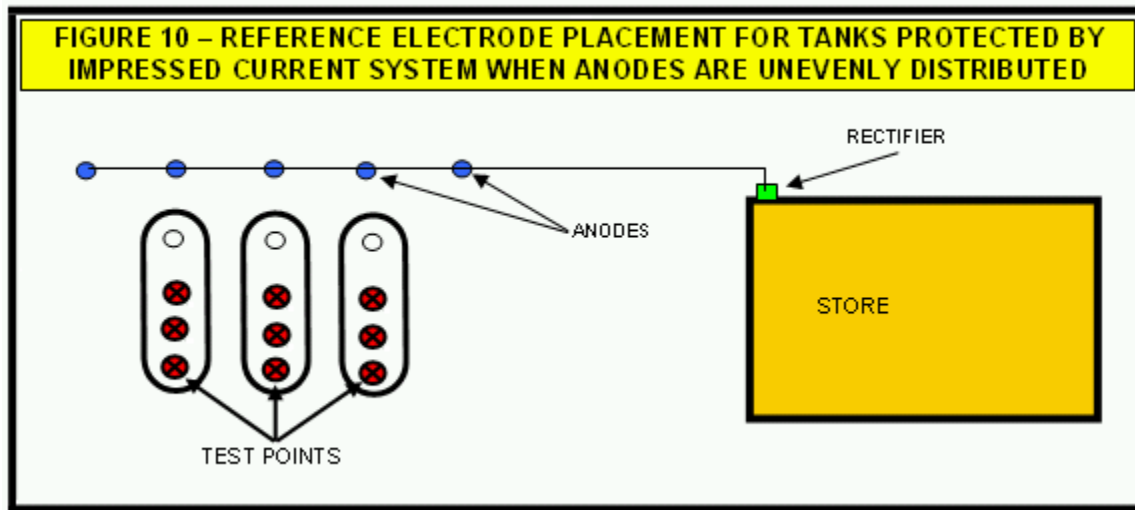 FIGURE 10 – REFERENCE ELECTRODE PLACEMENT FOR TANKS PROTECTED BY
IMPRESSED CURRENT SYSTEM WHEN ANODES ARE UNEVENLY DISTRIBUTED
RECTIFIER
ANODES
STORE
TEST POINTS